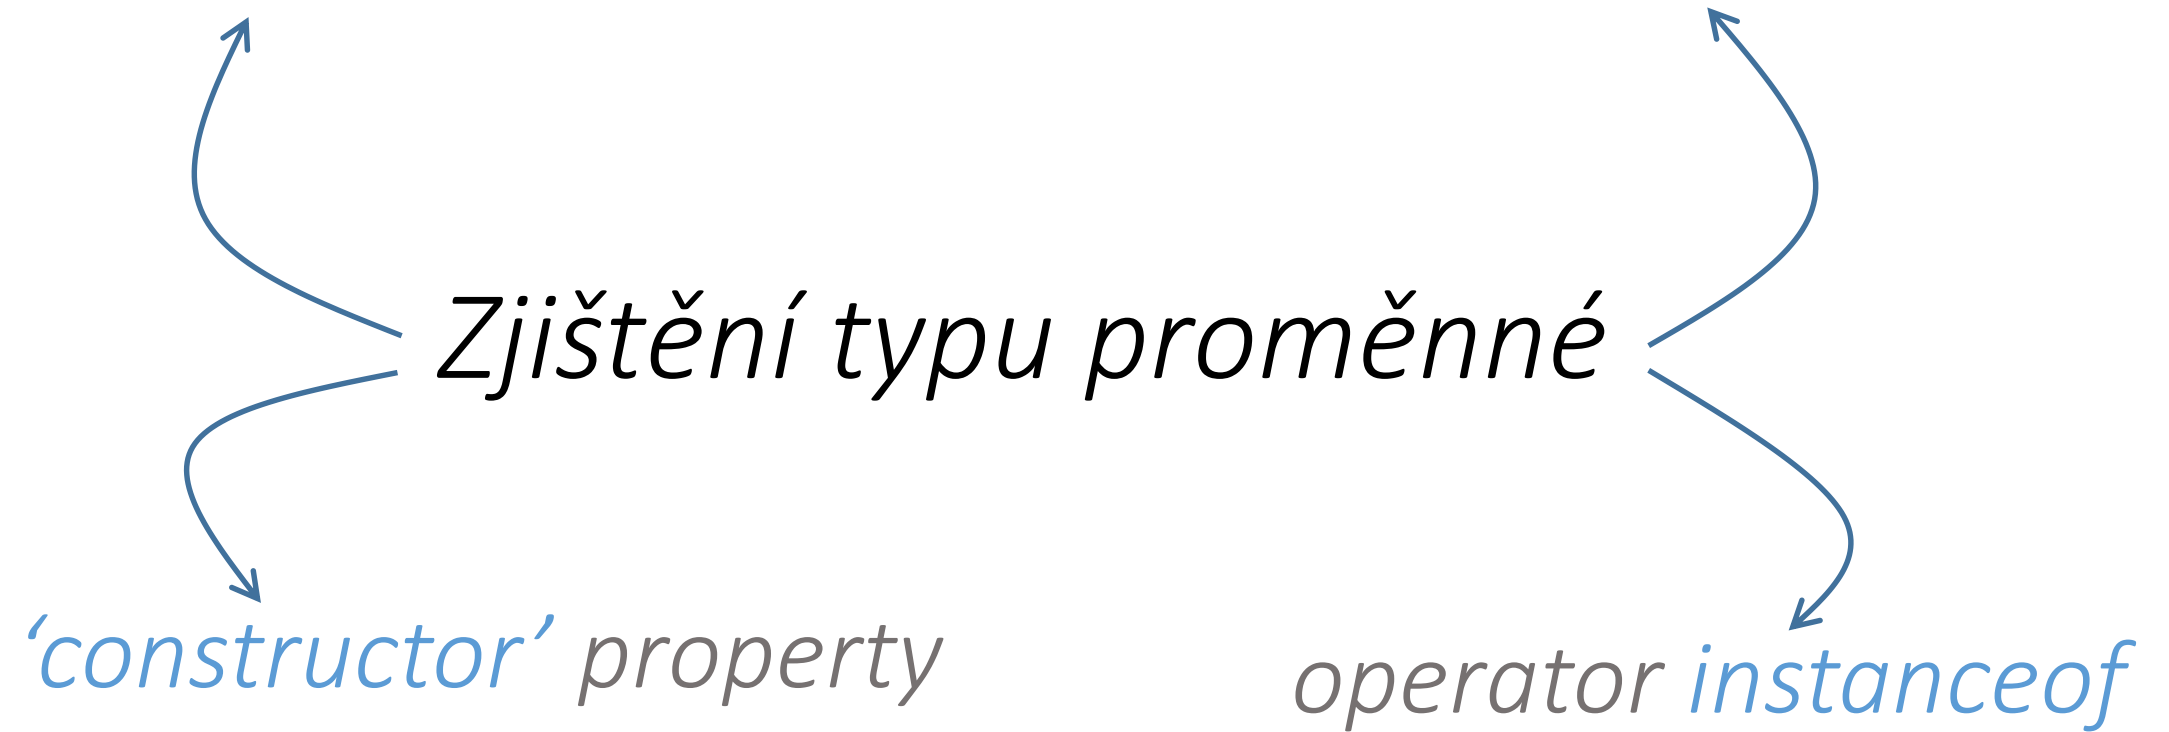 Zjištění typu proměnné
‘constructor’ property
operator instanceof